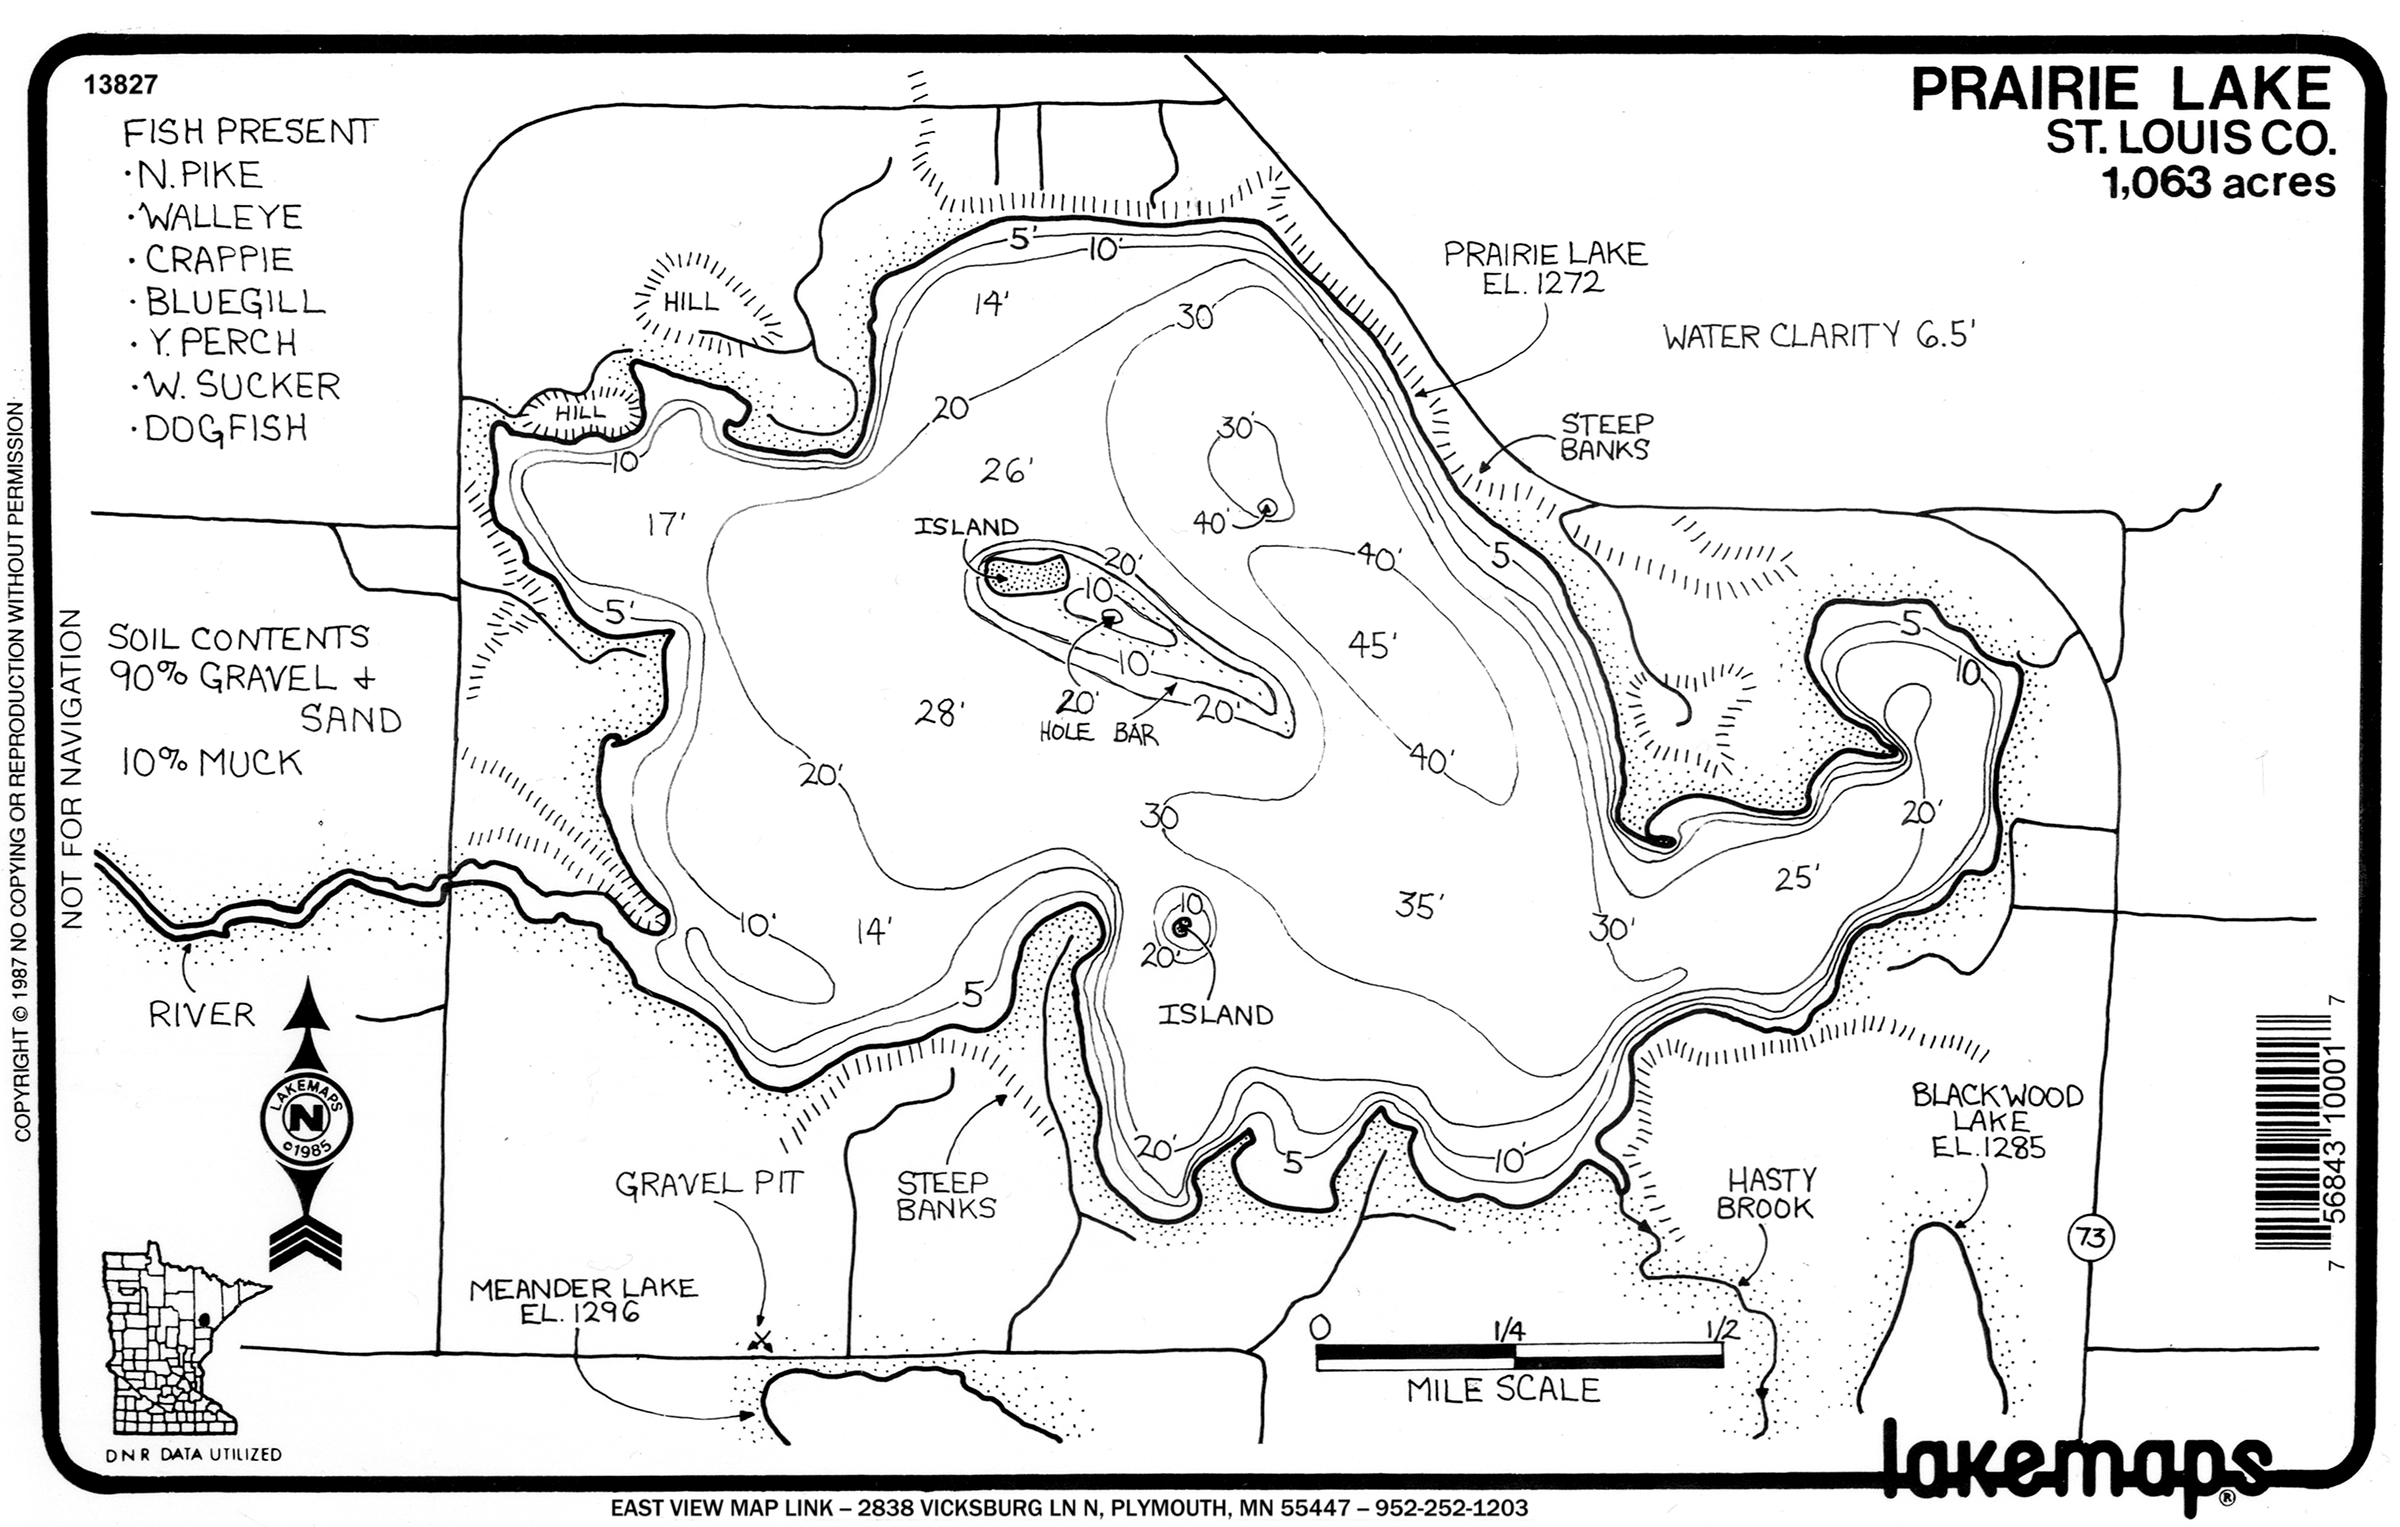 13827
PRAIRIE LAKE
ST. LOUIS CO.
1,063 acres
FISH PRESENT
·N. PIKE
·WALLEYE
·CRAPPIE
·BLUEGILL
·Y. PERCH
·W. SUCKER
·DOGFISH
PRAIRIE LAKE
EL. 1272
WATER CLARITY 6.5'
STEEP
BANKS
HILL
HILL
5'
10'
14'
30'
20
26'
30'
40'
10
17'
5'
ISLAND
20'
10
10'
20'
HOLE BAR
20'
40'
45'
40'
5
5
10
20'
25'
28'
20'
30
35'
30'
10'
14'
5
10
20'
ISLAND
20'
5
10'
SOIL CONTENTS
90% GRAVEL +
SAND
10% MUCK
RIVER
LAKEMAPS
N
©1985
GRAVEL PIT
STEEP
BANKS
MEANDER LAKE
EL. 1296
HASTY
BROOK
BLACKWOOD
LAKE
EL. 1285
73
0 1/4 1/2
MILE SCALE
DNR DATA UTILIZED
NOT FOR NAVIGATION
COPYRIGHT © 1987 NO COPYING OR REPRODUCTION WITHOUT PERMISSION
7 56843 10001 7
lakemaps®
EAST VIEW MAP LINK – 2838 VICKSBURG LN N, PLYMOUTH, MN 55447 – 952-252-1203